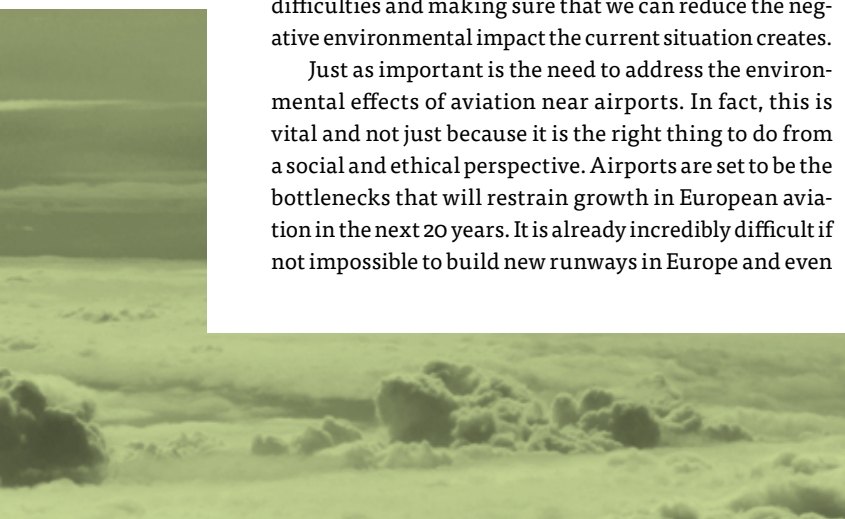 difficulties and making sure that we can reduce the neg-
ative environmental impact the current situation creates.
Just as important is the need to address the environ-
mental effects of aviation near airports. In fact, this is
vital and not just because it is the right thing to do from
a social and ethical perspective. Airports are set to be the
bottlenecks that will restrain growth in European avia-
tion in the next 20 years. It is already incredibly difficult if
not impossible to build new runways in Europe and even